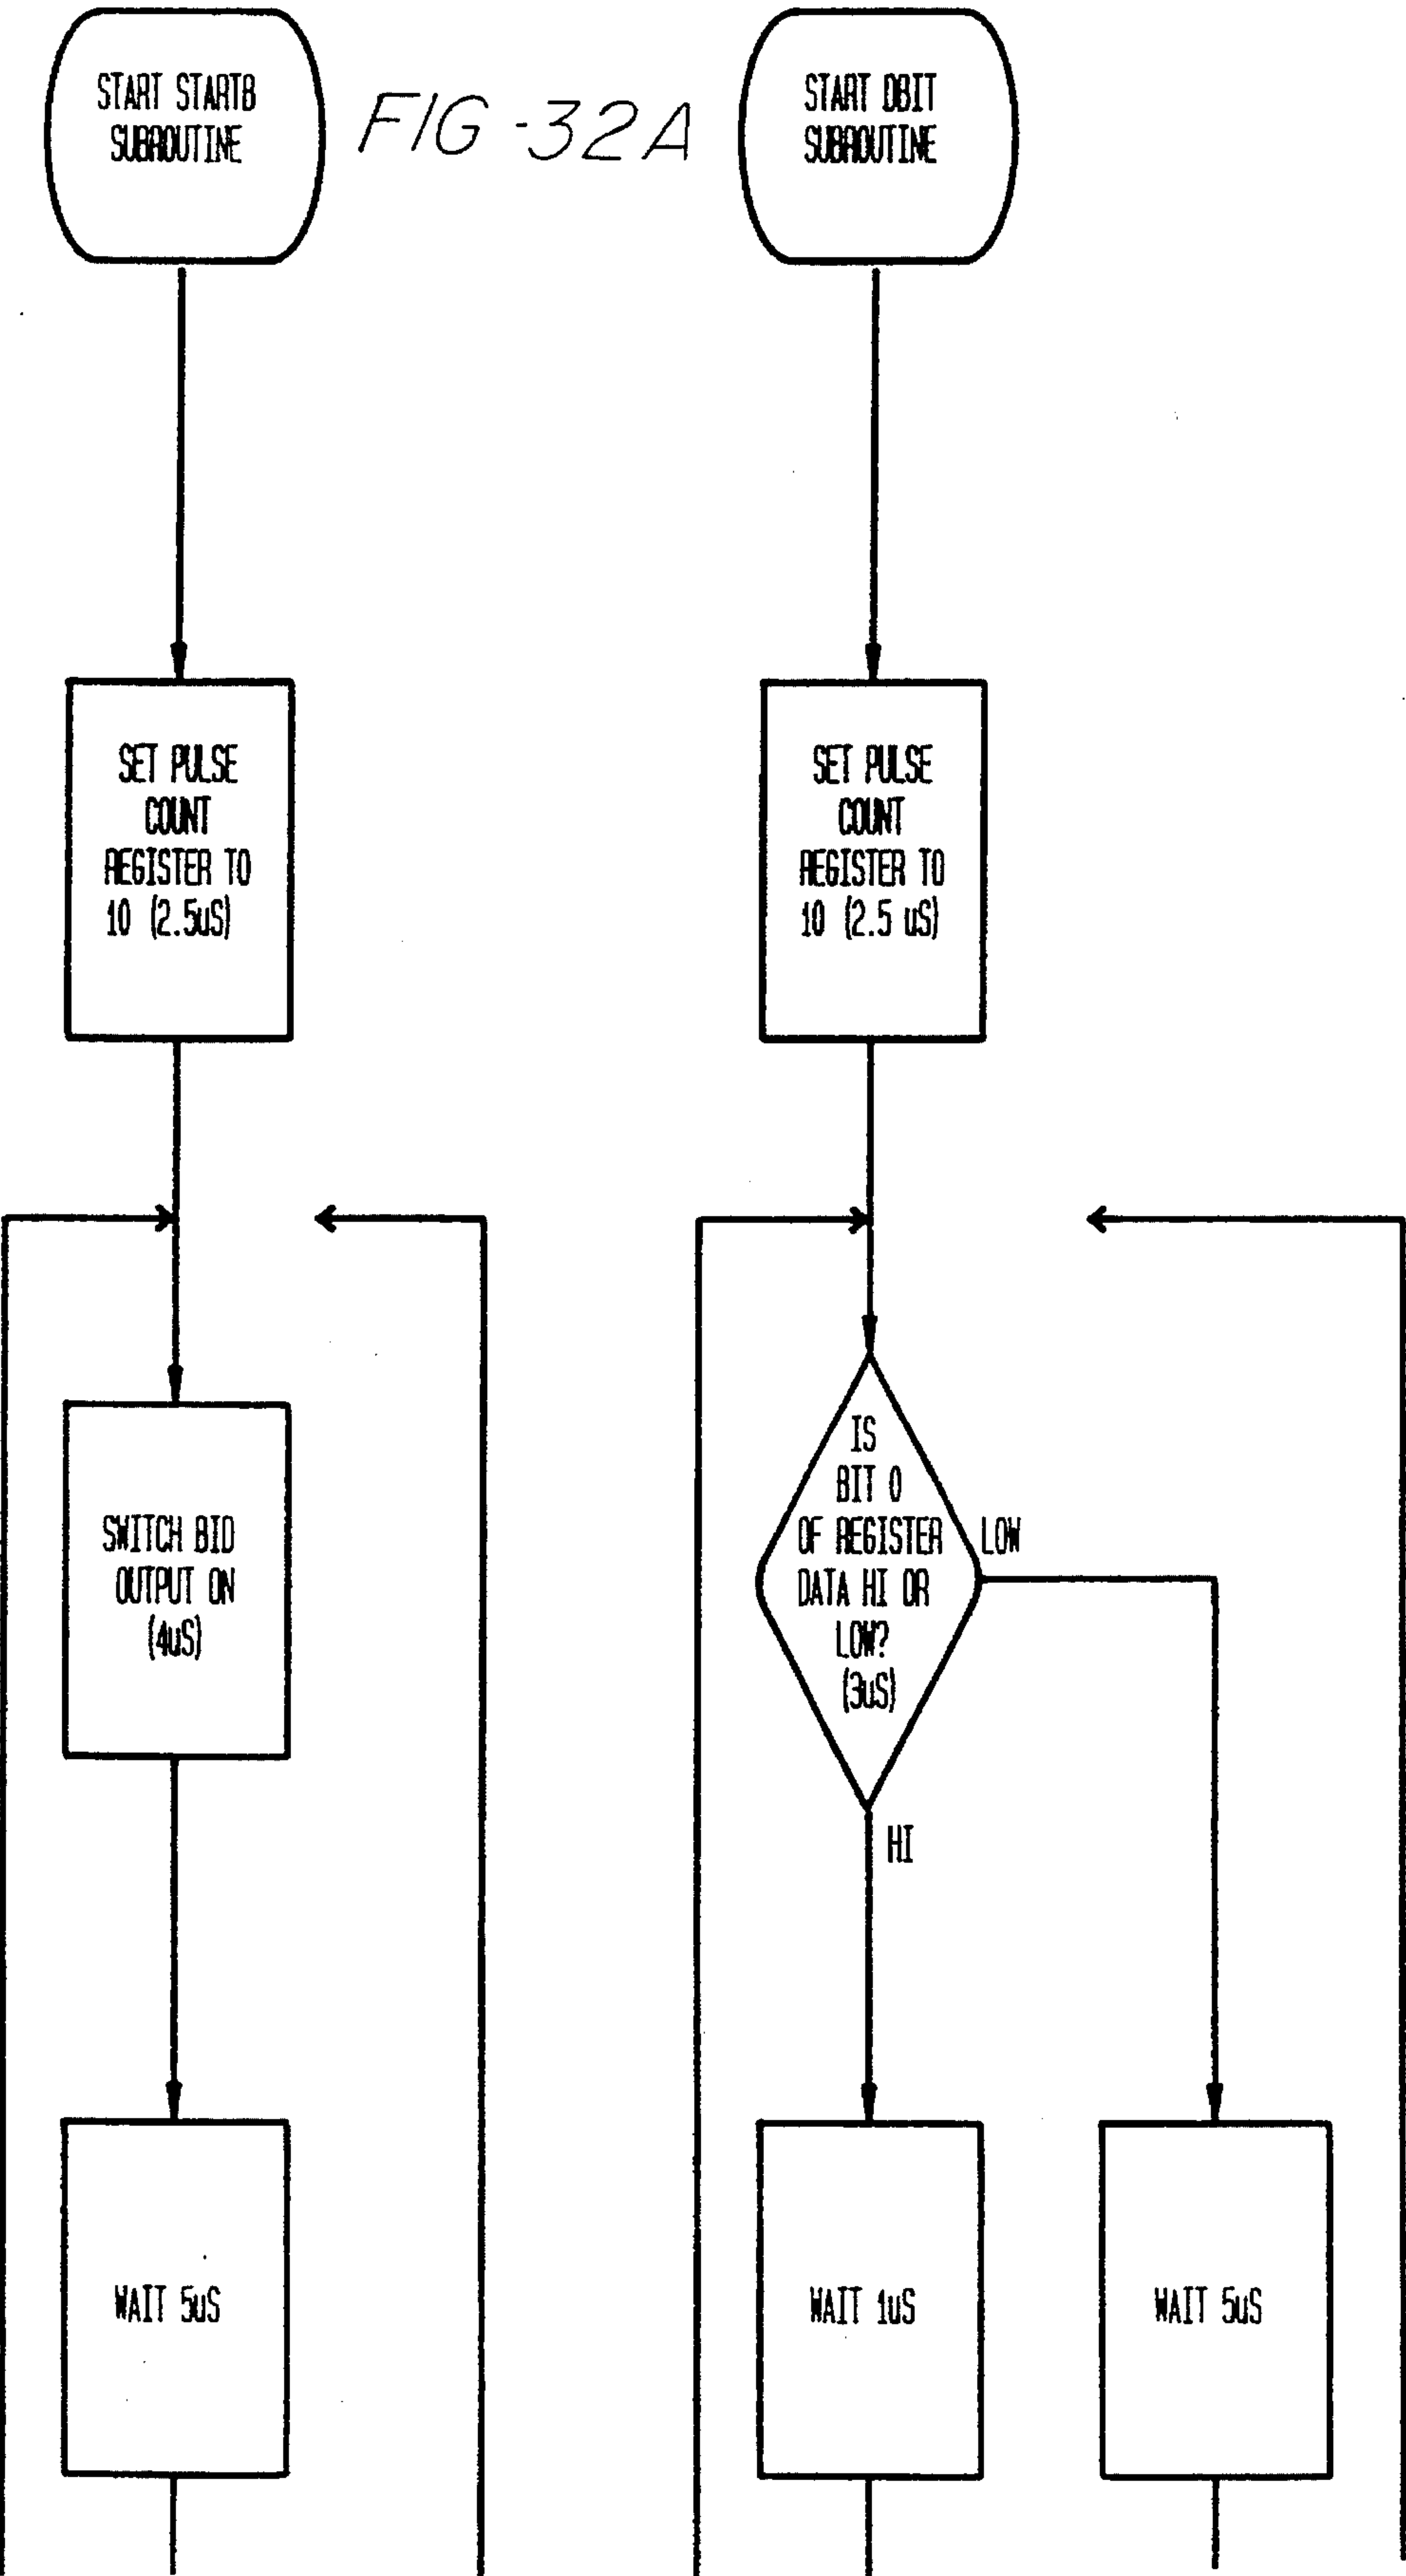 START STARTB
SUBROUTINE
FIG-32A
START DBIT
SUBROUTINE
SET PULSE
COUNT
REGISTER TO
10 (2.5uS)
SET PULSE
COUNT
REGISTER TO
10 (2.5 uS)
SWITCH BID
OUTPUT ON
(4uS)
IS
BIT 0
OF REGISTER
DATA HI OR
LOW?
(3uS)
LOW
HI
WAIT 5uS
WAIT 1uS
WAIT 5uS